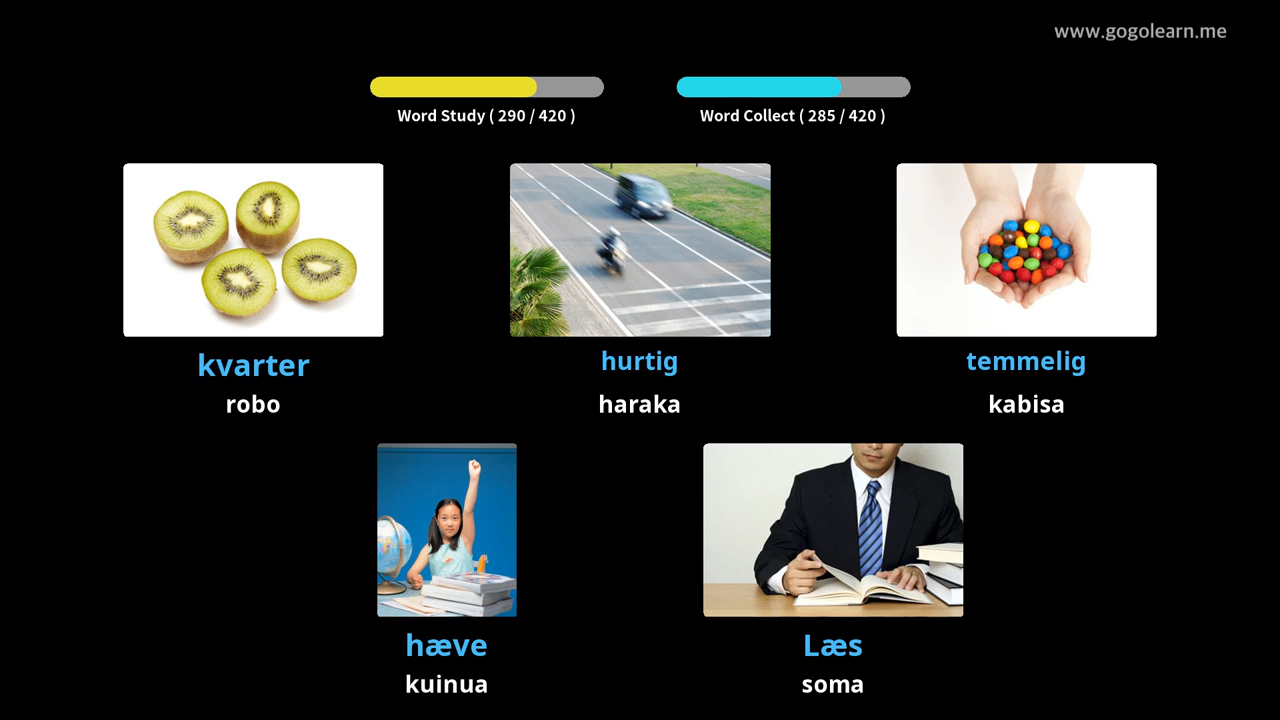 www.gogolearn.me
Word Study ( 290 / 420 )
Word Collect ( 285 / 420 )
kvarter
robo
hurtig
haraka
temmelig
kabisa
hæve
kuinua
Læs
soma